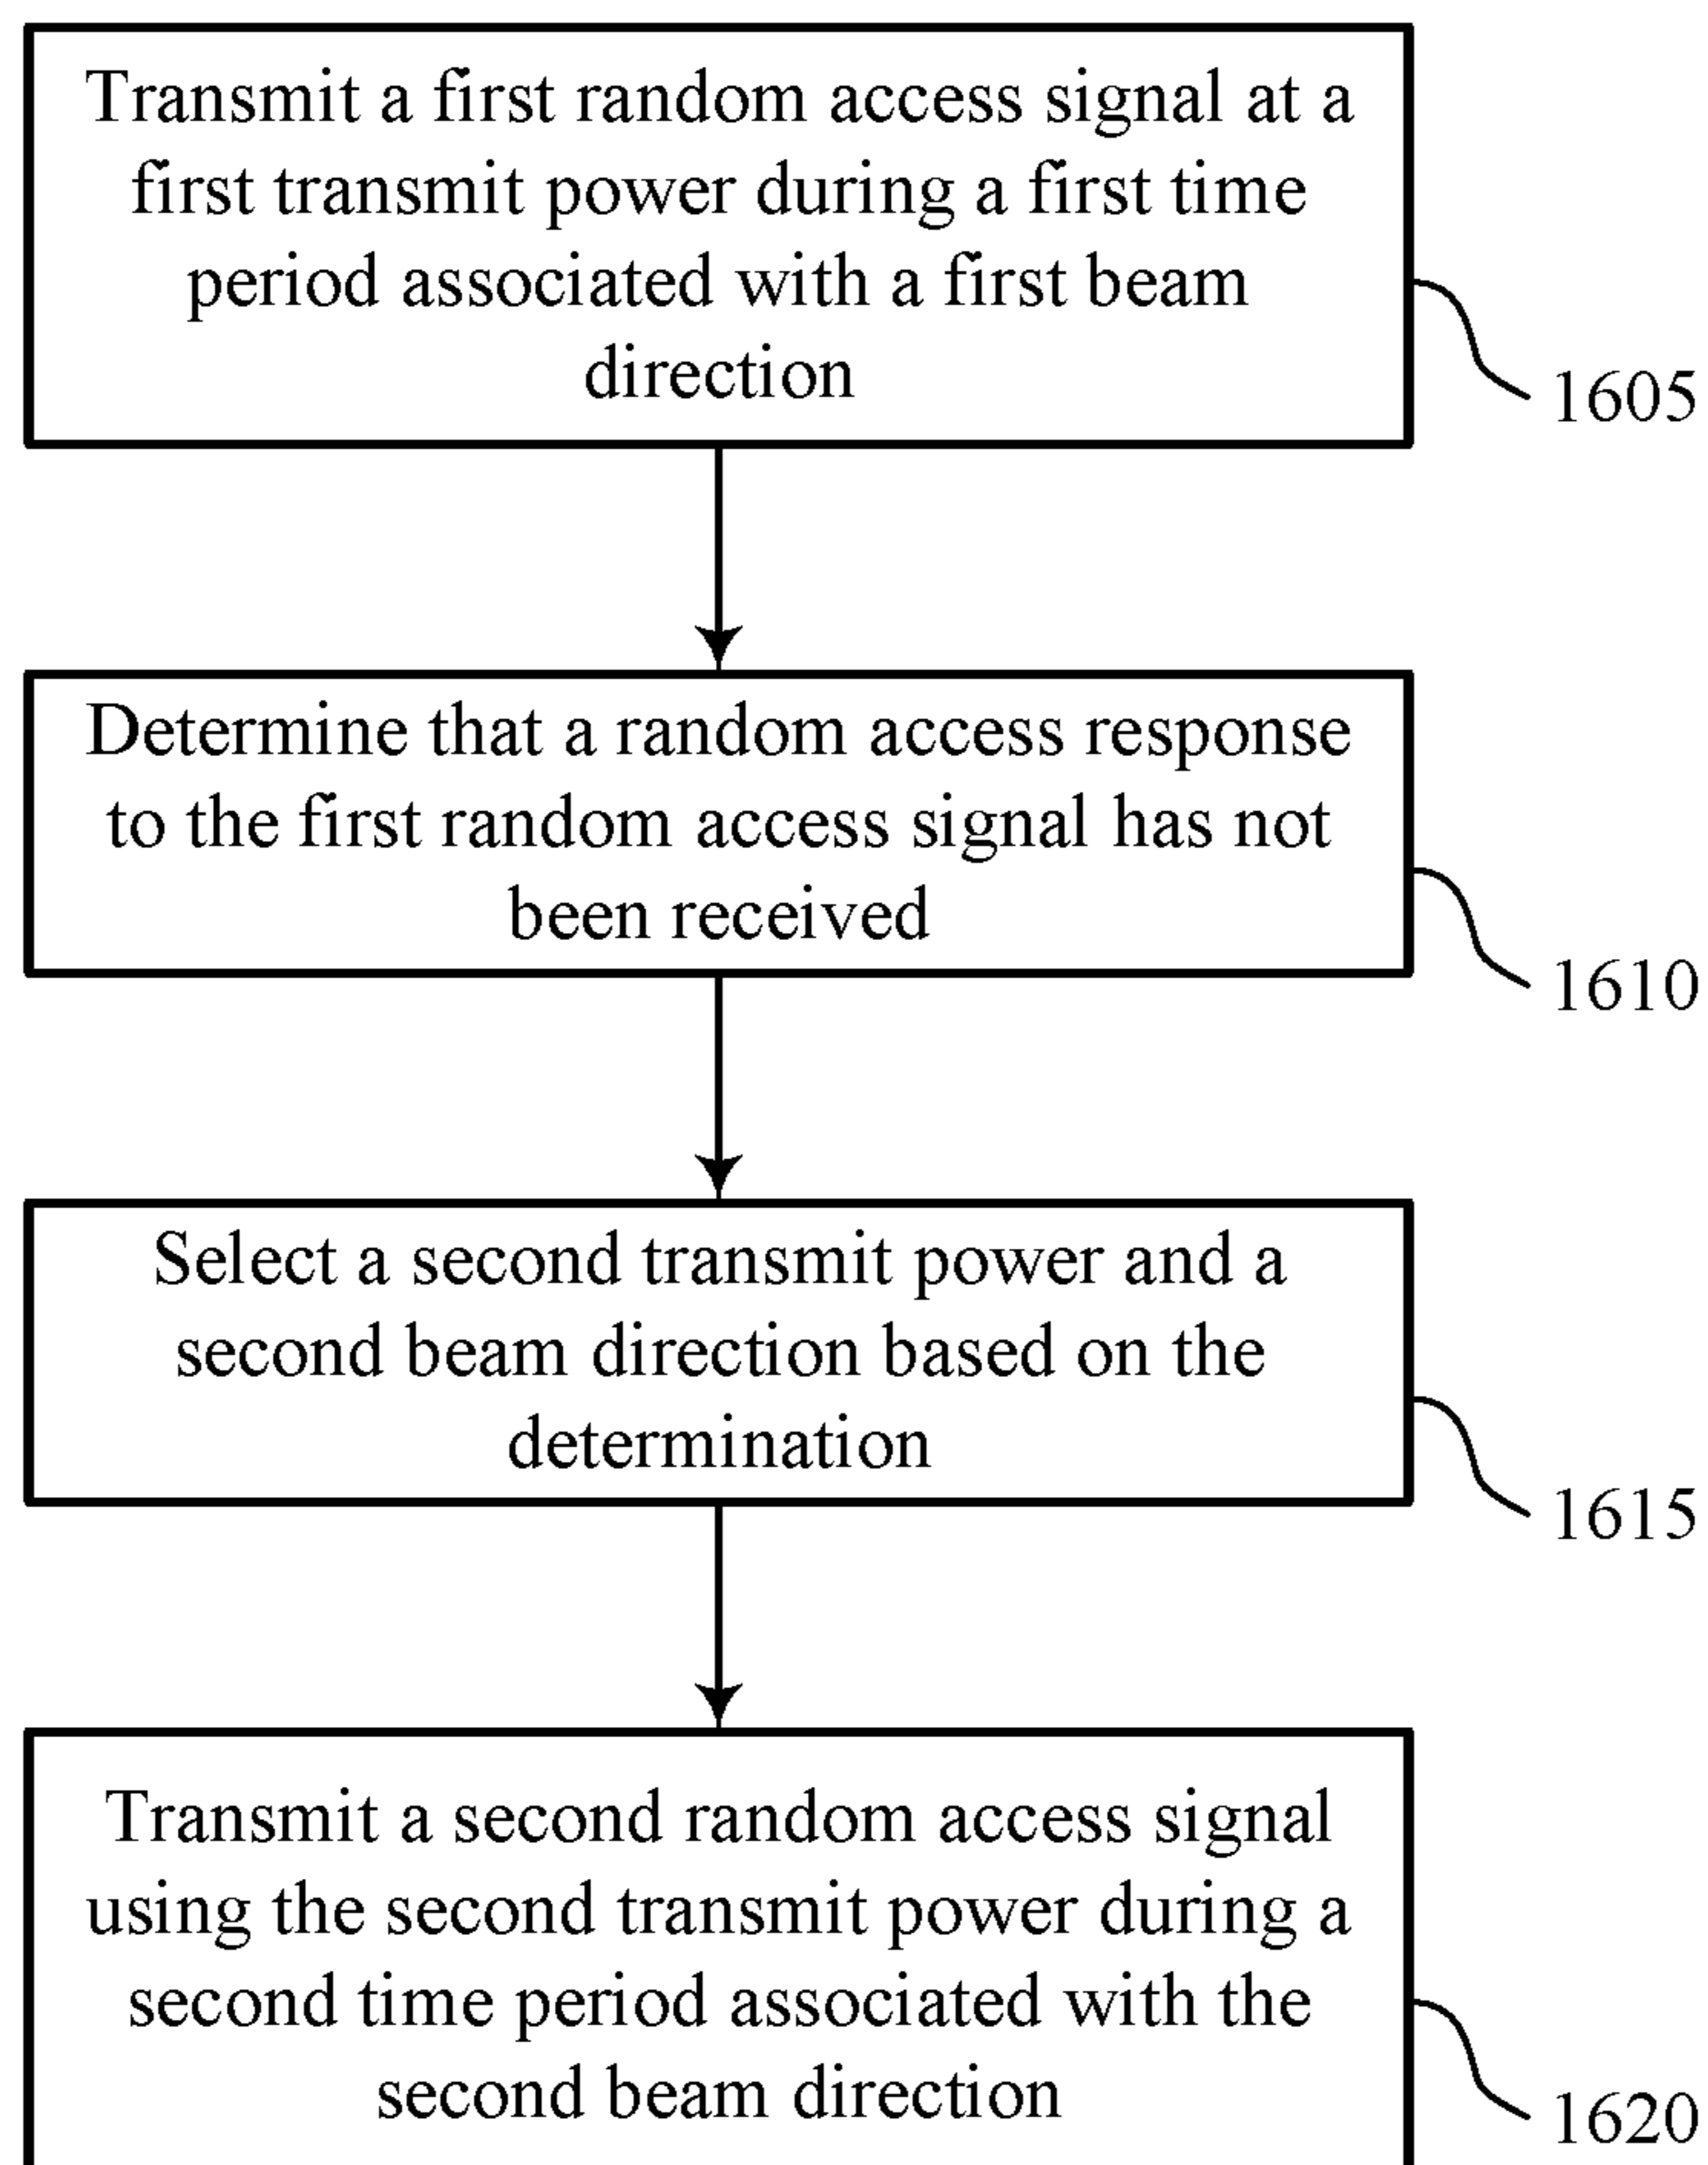 Transmit a first random access signal at a
first transmit power during a first time
period associated with a first beam
direction
1605
Determine that a random access response
to the first random access signal has not
been received
1610
Select a second transmit power and a
second beam direction based on the
determination
1615
Transmit a second random access signal
using the second transmit power during a
second time period associated with the
second beam direction
1620